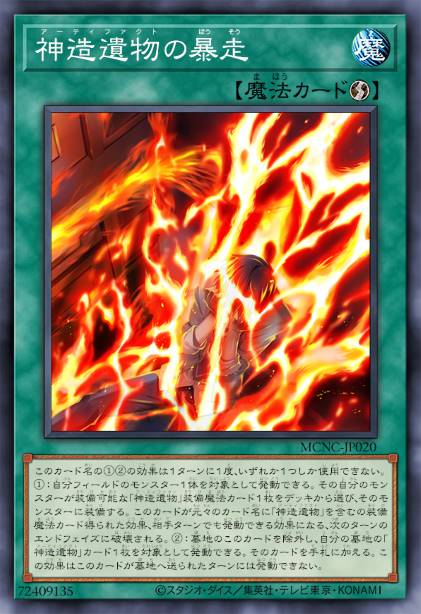 アーティファクト ぼう そう
神造遺物の暴走
魔
ま ほう
【魔法カード】
MCNC-JP020
このカード名の①②の効果は1ターンに1度、いずれか1つしか使用できない。
①：自分フィールドのモンスター1体を対象として発動できる。その自分のモ
ンスターが装備可能な「神造遺物」装備魔法カード1枚をデッキから選び、そのモ
ンスターに装備する。このカードが元々のカード名に「神造遺物」を含む装備
魔法カード得られた効果、相手ターンでも発動できる効果になる、次のターンの
エンドフェイズに破壊される。②：墓地のこのカードを除外し、自分の墓地の
「神造遺物」カード1枚を対象として発動できる。そのカードを手札に加える。こ
の効果はこのカードが墓地へ送られたターンには発動できない。
72409135
©スタジオ・ダイス／集英社・テレビ東京・KONAMI